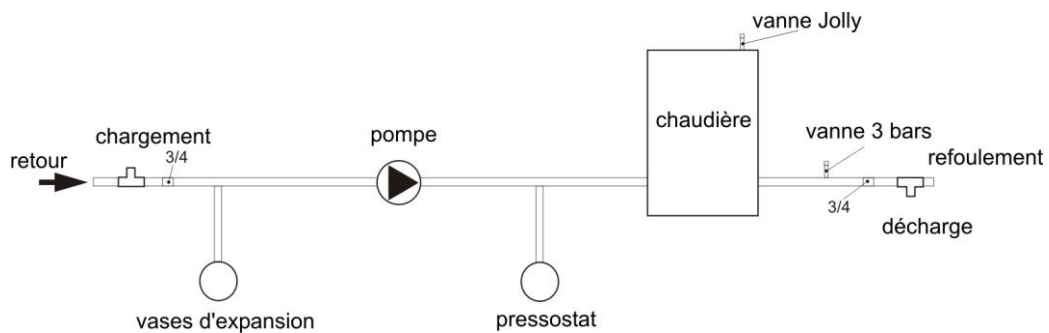 vanne Jolly
chaudière
chargement
3/4
pompe
vanne 3 bars
retour
refoulement
3/4
décharge
vases d'expansion
pressostat